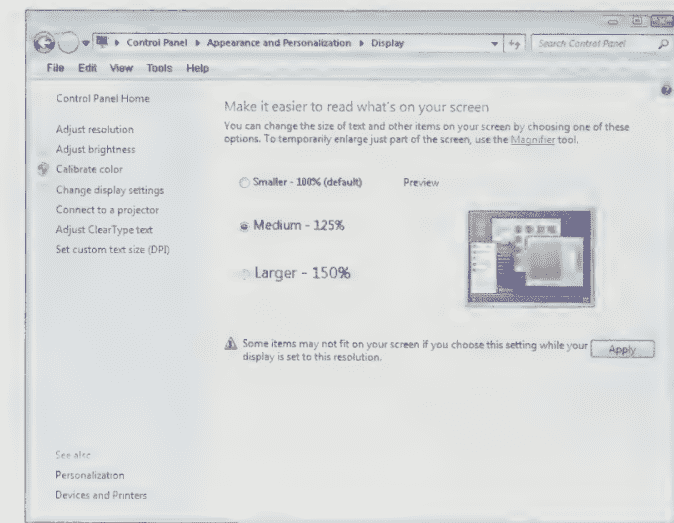 Control Panel ▸ Appearance and Personalization ▸ Display
Search Control Panel
File Edit View Tools Help
Control Panel Home
Adjust resolution
Adjust brightness
Calibrate color
Change display settings
Connect to a projector
Adjust ClearType text
Set custom text size (DPI)
See also
Personalization
Devices and Printers
Make it easier to read what's on your screen
You can change the size of text and other items on your screen by choosing one of these
options. To temporarily enlarge just part of the screen, use the Magnifier tool.
Smaller - 100% (default)
Preview
Medium - 125%
Larger - 150%
Some items may not fit on your screen if you choose this setting while your
display is set to this resolution.
Apply